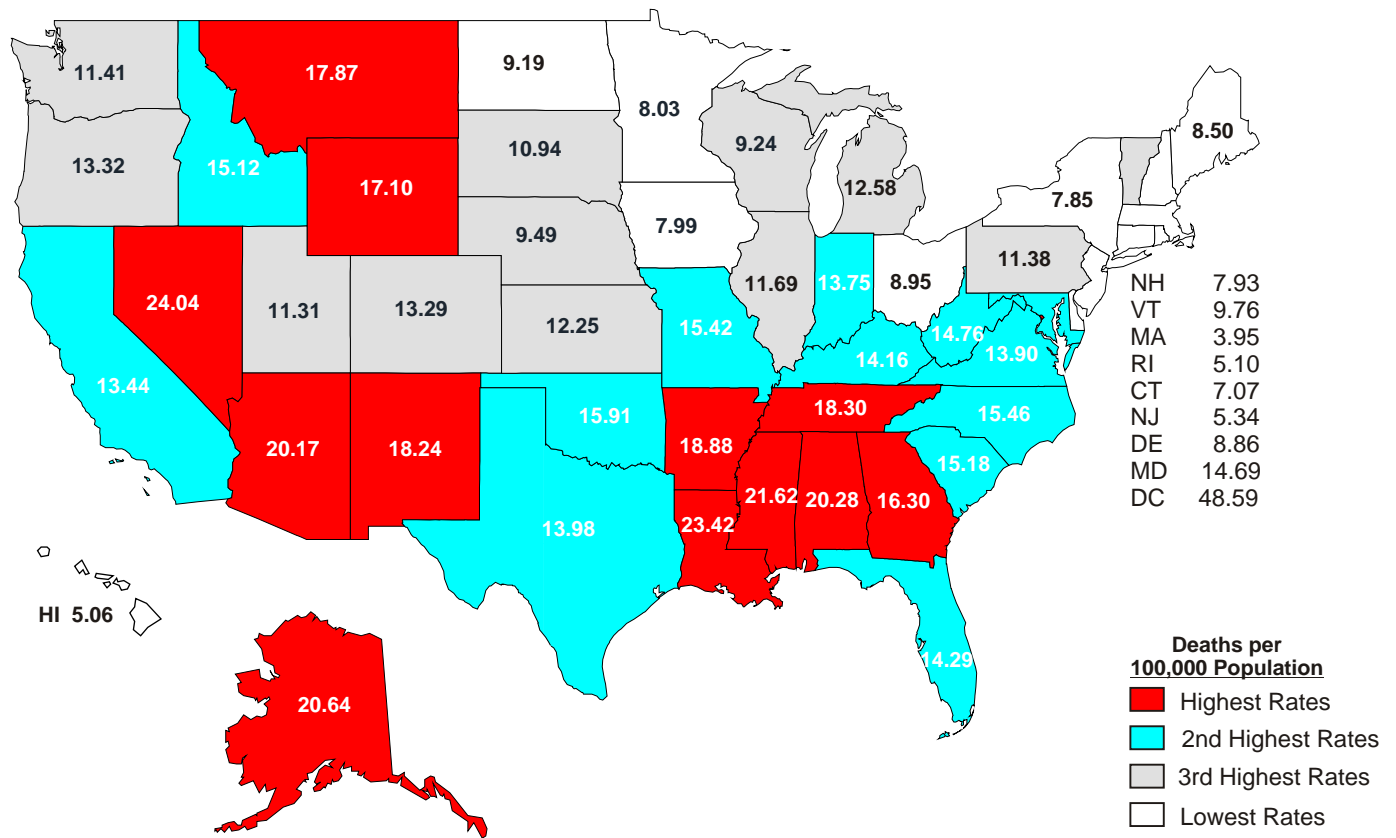 9.19
11.41
17.87
8.03
8.50
9.24
10.94
13.32
15.12
17.10
12.58
7.85
7.99
9.49
11.38
11.69
13.75
8.95
24.04
11.31
13.29
12.25
15.42
14.76
13.90
14.16
13.44
15.91
18.30
15.46
20.17
18.24
18.88
15.18
21.62
20.28
16.30
23.42
13.98
14.29
HI 5.06
20.64
NH 7.93
VT 9.76
MA 3.95
RI 5.10
CT 7.07
NJ 5.34
DE 8.86
MD 14.69
DC 48.59
Deaths per
100,000 Population
Highest Rates
2nd Highest Rates
3rd Highest Rates
Lowest Rates